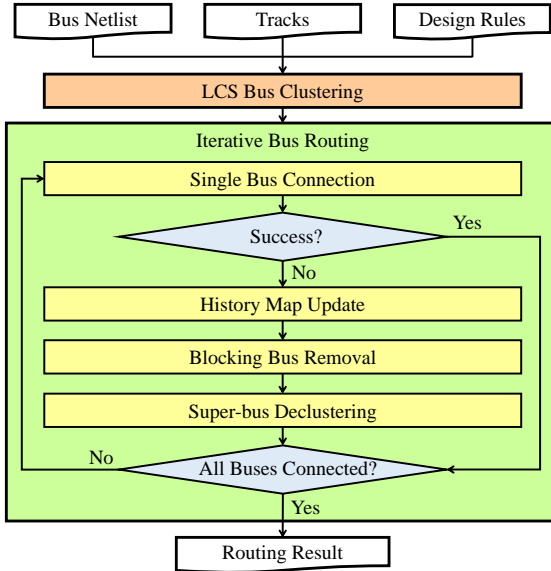 Bus Netlist
Tracks
Design Rules
LCS Bus Clustering
Iterative Bus Routing
Single Bus Connection
Yes
Success?
No
History Map Update
Blocking Bus Removal
Super-bus Declustering
No
All Buses Connected?
Yes
Routing Result